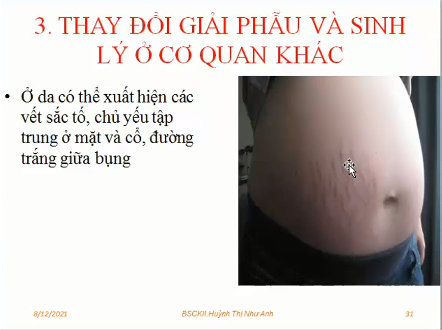 3. THAY ĐỔI GIẢI PHẪU VÀ SINH
LÝ Ở CƠ QUAN KHÁC
• Ở da có thể xuất hiện các
vết sắc tố, chủ yếu tập
trung ở mặt và cổ, đường
trắng giữa bụng
8/12/2021
BSCKII.Huỳnh Thị Như Anh
31